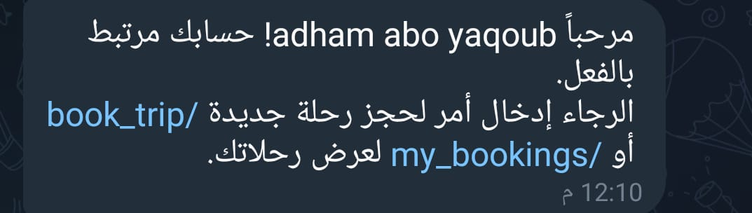 مرحباً adham abo yaqoub! حسابك مرتبط
بالفعل.
الرجاء إدخال أمر لحجز رحلة جديدة /book_trip
أو /my_bookings لعرض رحلاتك.
12:10 م